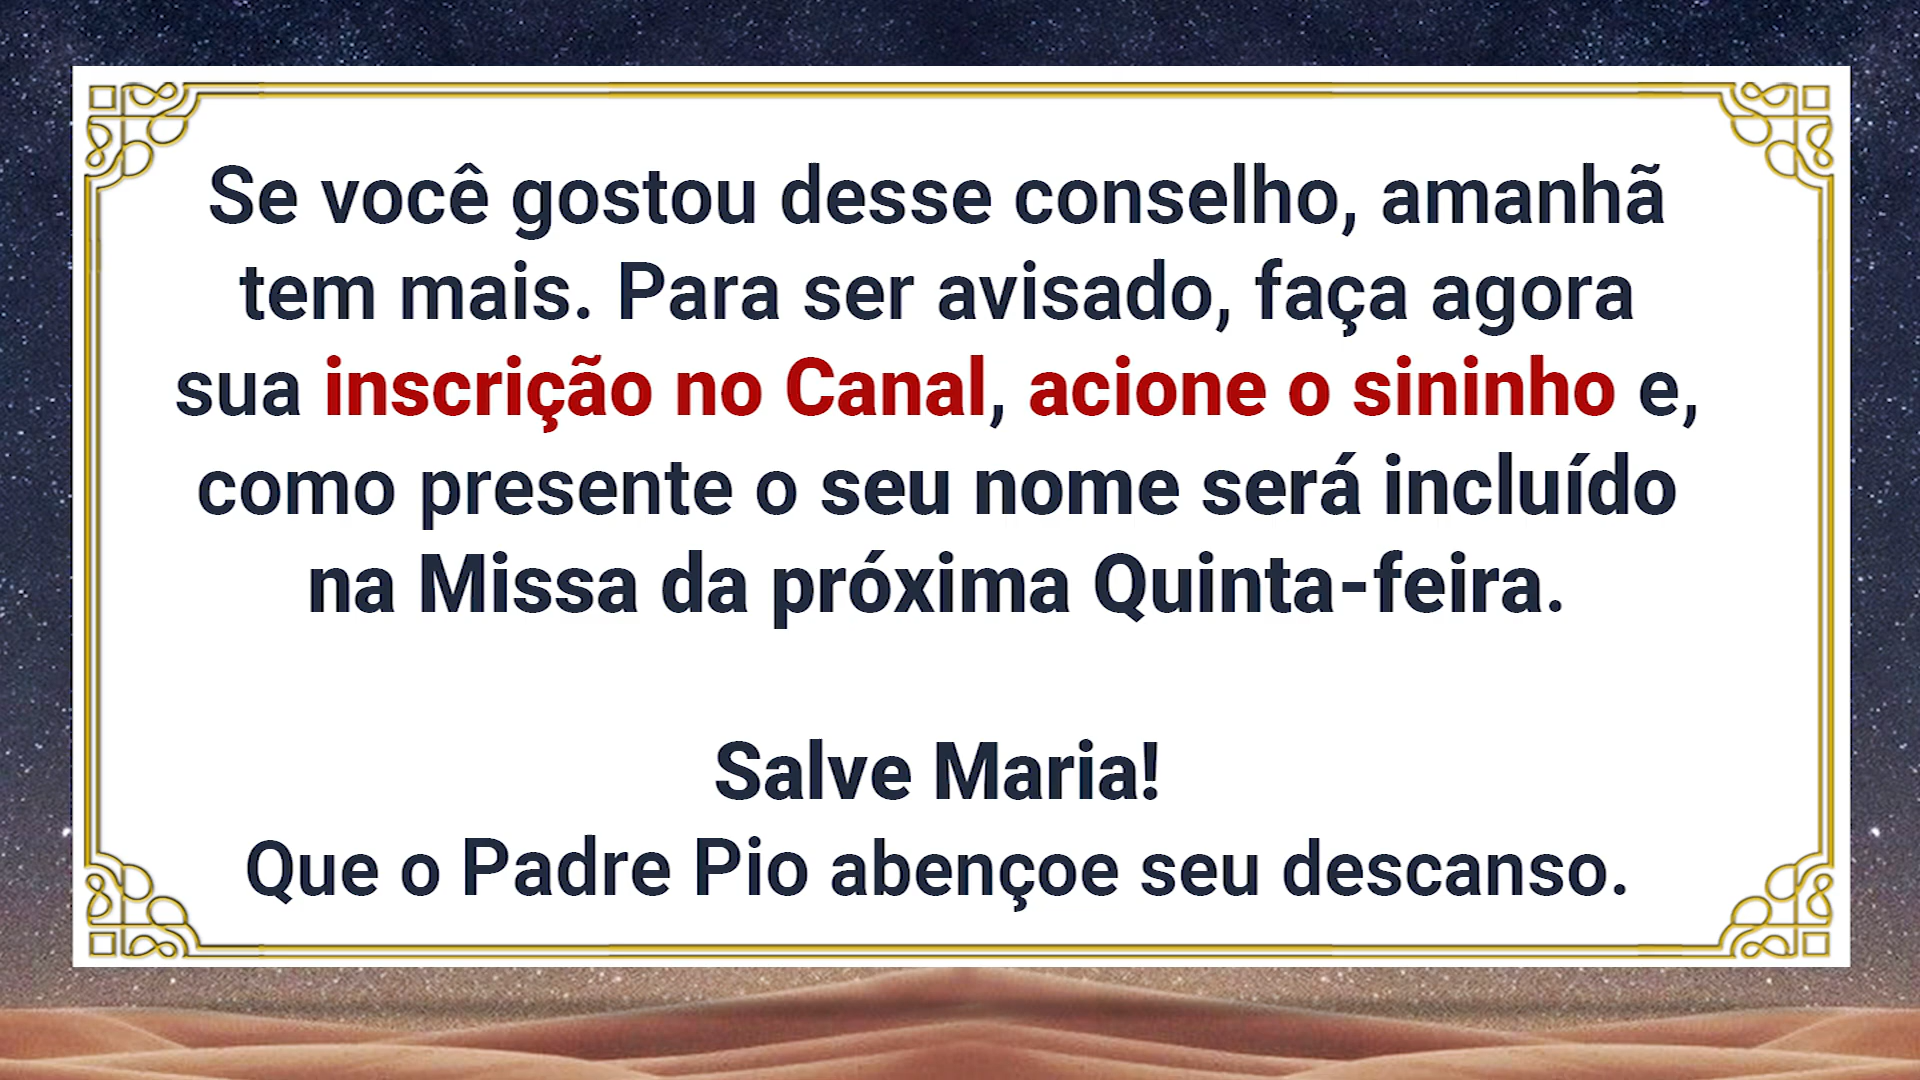 Se você gostou desse conselho, amanhã
tem mais. Para ser avisado, faça agora
sua inscrição no Canal, acione o sininho e,
como presente o seu nome será incluído
na Missa da próxima Quinta-feira.
Salve Maria!
Que o Padre Pio abençoe seu descanso.